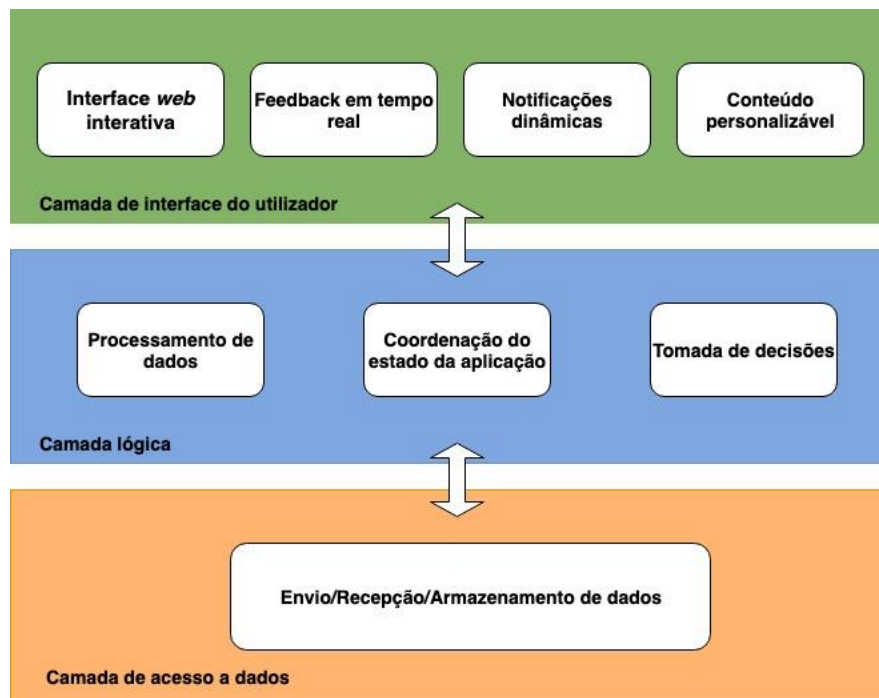 Interface web
interativa
Feedback em tempo
real
Notificações
dinâmicas
Conteúdo
personalizável
Camada de interface do utilizador
Processamento de
dados
Coordenação do
estado da aplicação
Tomada de decisões
Camada lógica
Envio/Recepção/Armazenamento de dados
Camada de acesso a dados